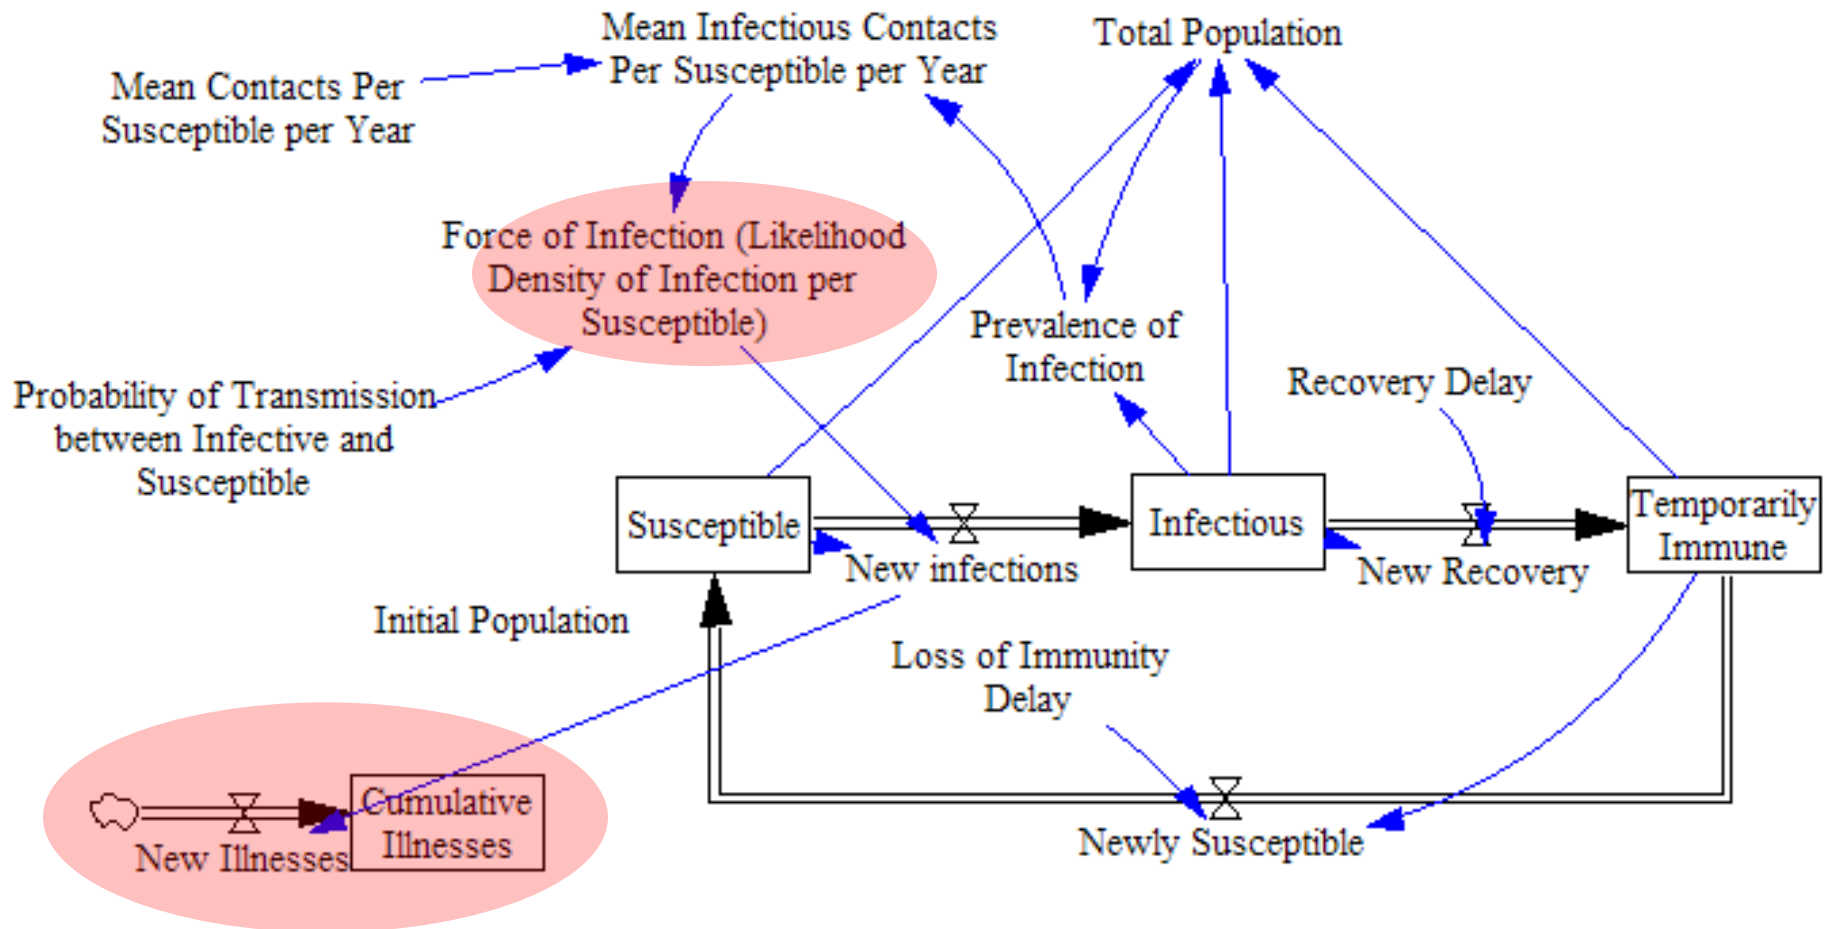 Mean Infectious Contacts
Per Susceptible per Year
Total Population
Mean Contacts Per
Susceptible per Year
Force of Infection (Likelihood
Density of Infection per
Susceptible)
Prevalence of
Infection
Recovery Delay
Probability of Transmission
between Infective and
Susceptible
Susceptible
Infectious
Temporarily
Immune
New infections
New Recovery
Initial Population
Loss of Immunity
Delay
Cumulative
Illnesses
New Illnesses
Newly Susceptible